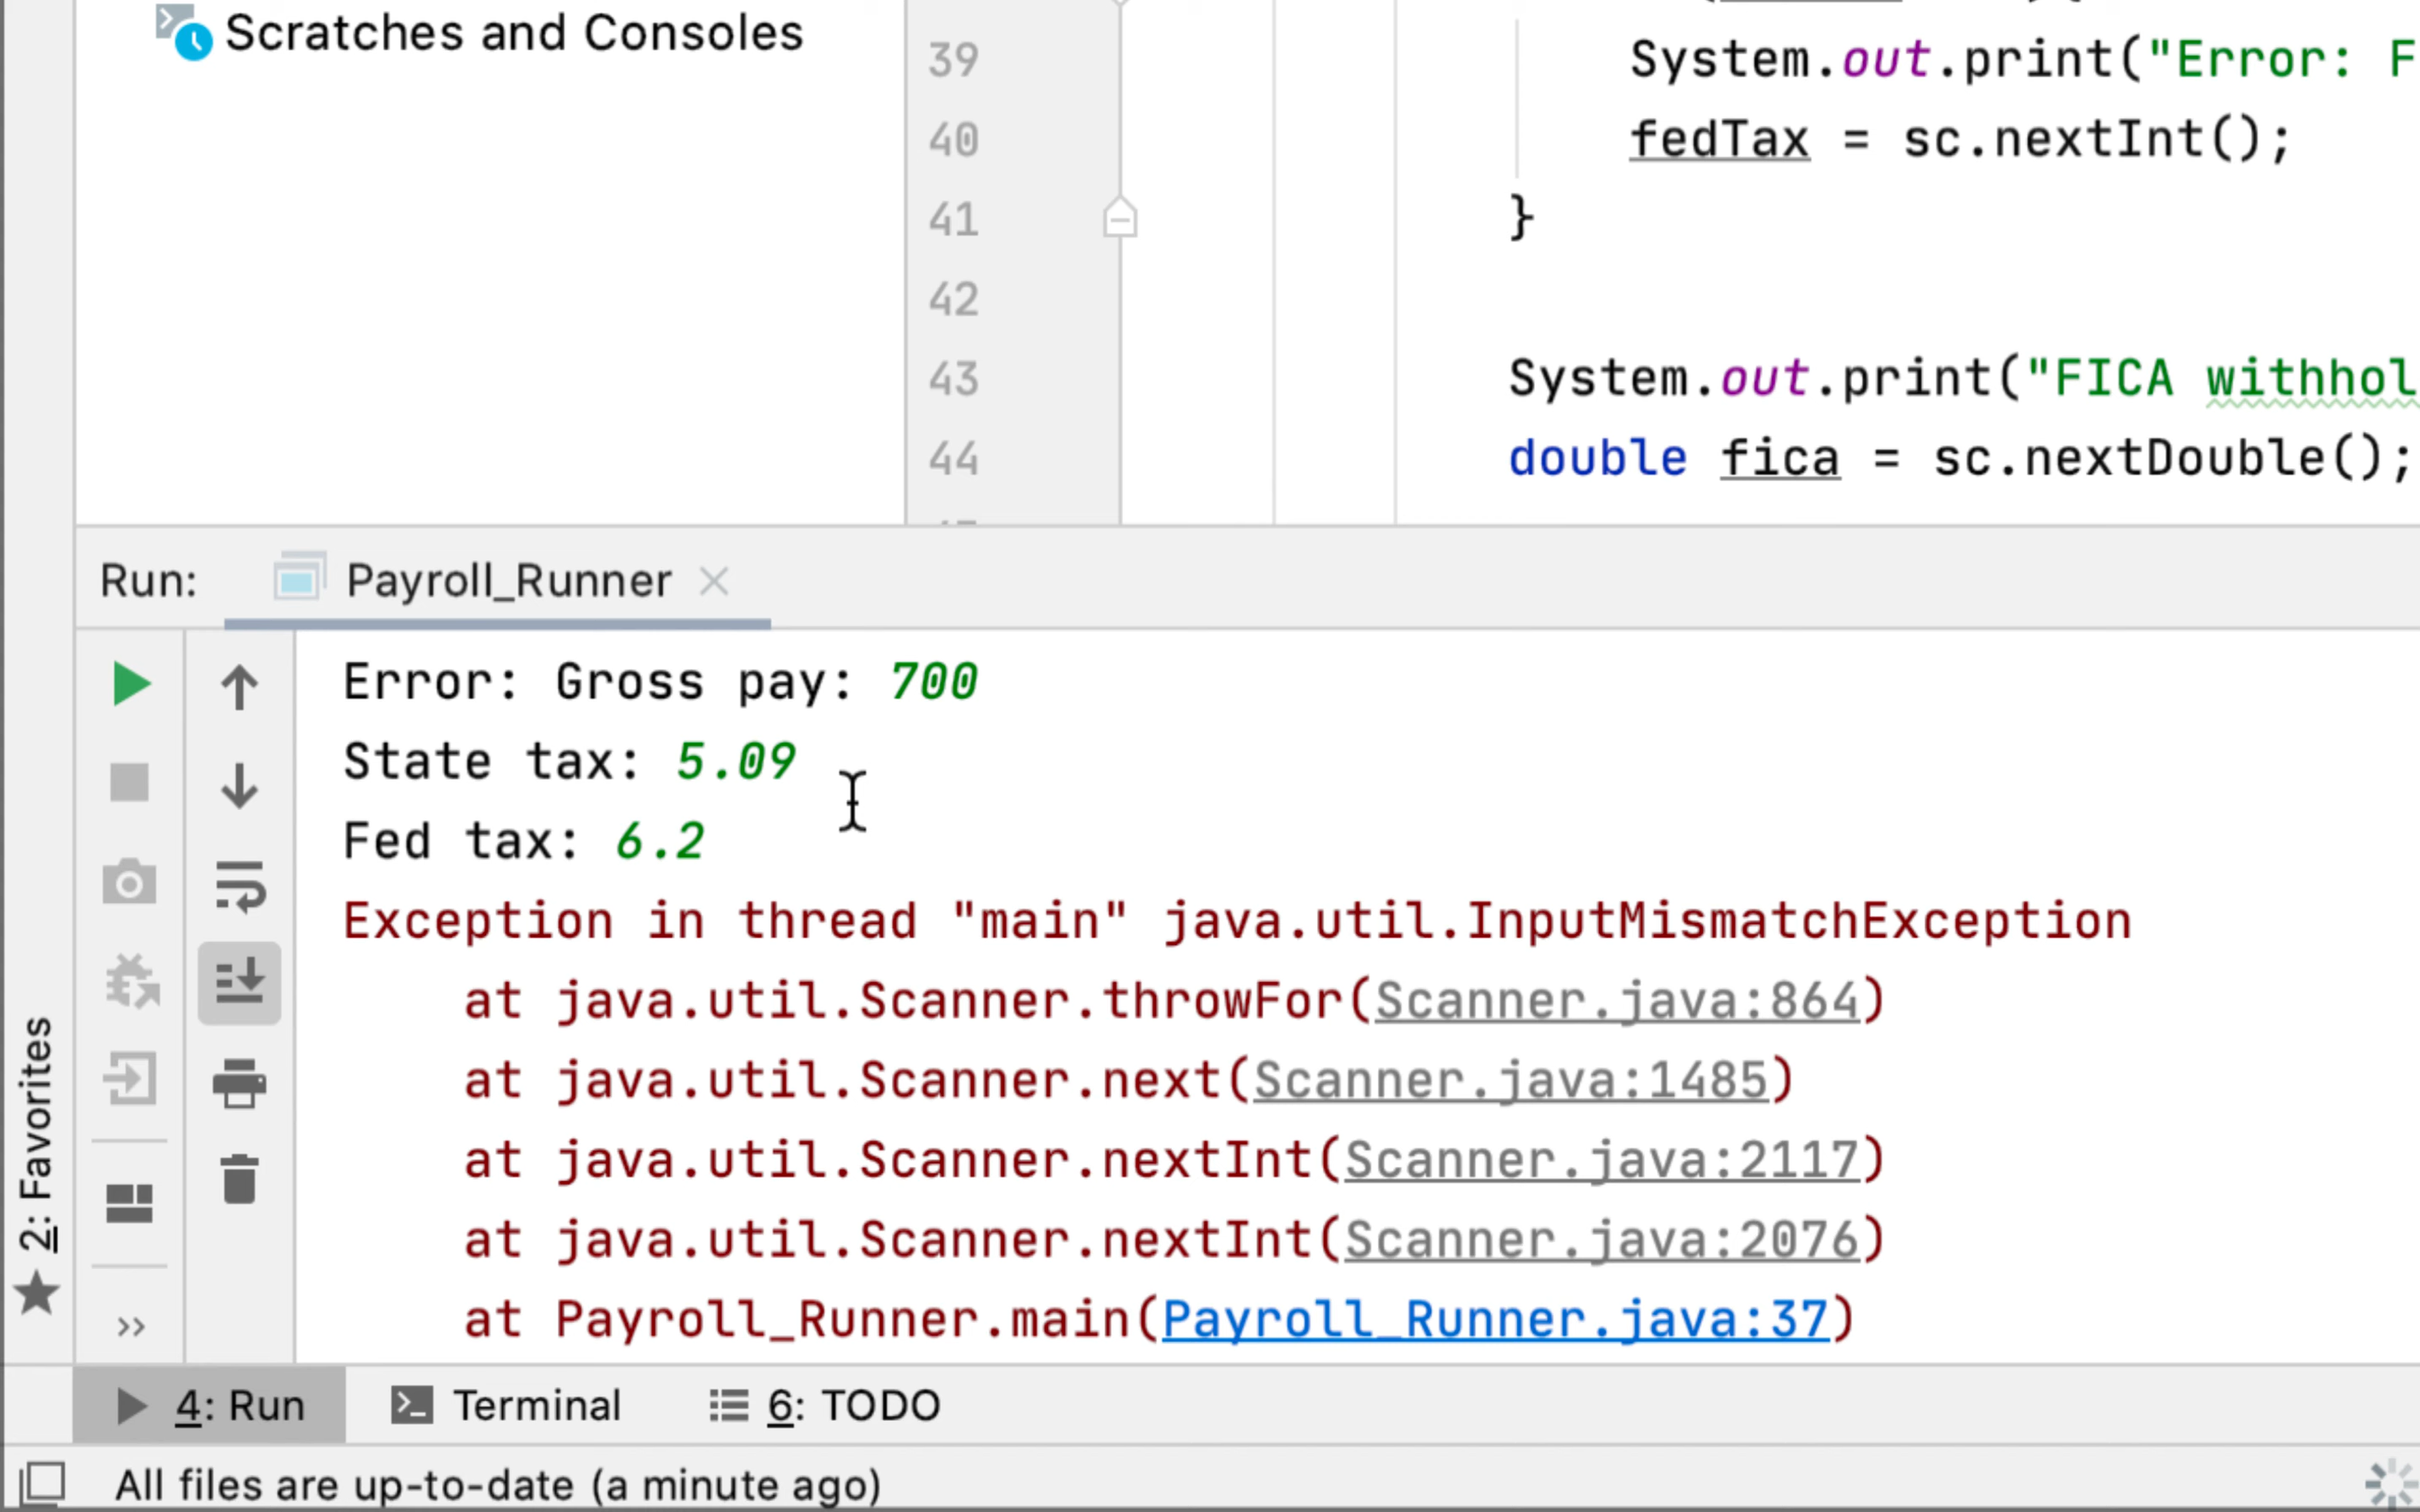 Scratches and Consoles
39
System.out.print("Error: F
40
fedTax = sc.nextInt();
41
}
42
43
System.out.print("FICA withhol
44
double fica = sc.nextDouble();
Run:
Payroll_Runner
Error: Gross pay: 700
State tax: 5.09
Fed tax: 6.2
Exception in thread "main" java.util.InputMismatchException
at java.util.Scanner.throwFor(Scanner.java:864)
at java.util.Scanner.next(Scanner.java:1485)
at java.util.Scanner.nextInt(Scanner.java:2117)
at java.util.Scanner.nextInt(Scanner.java:2076)
at Payroll_Runner.main(Payroll_Runner.java:37)
2: Favorites
4: Run
Terminal
6: TODO
All files are up-to-date (a minute ago)